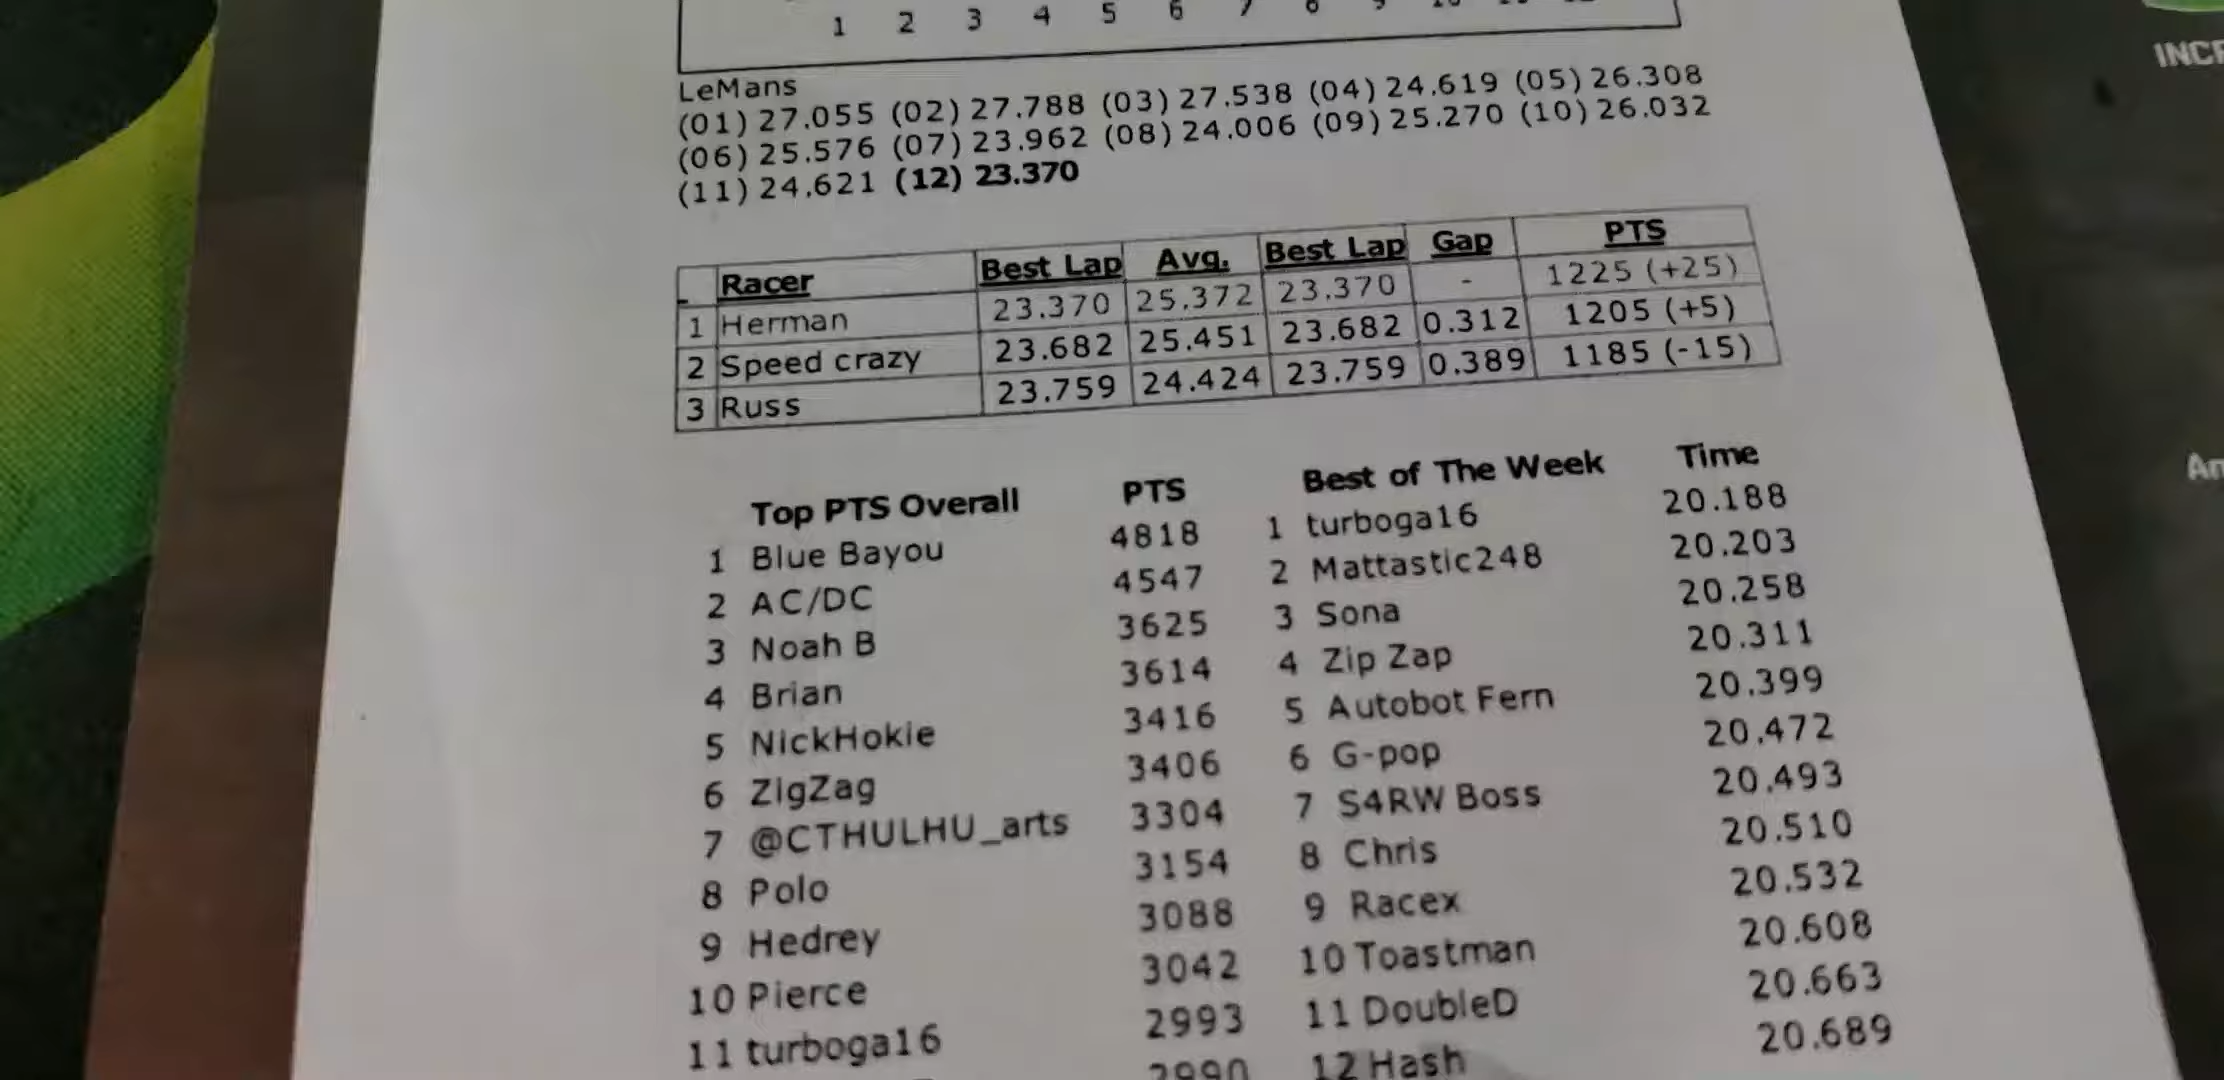 1 2 3 4 5 6 7 8 9 10
LeMans
(01) 27.055 (02) 27.788 (03) 27.538 (04) 24.619 (05) 26.308
(06) 25.576 (07) 23.962 (08) 24.006 (09) 25.270 (10) 26.032
(11) 24.621 (12) 23.370
Racer Best Lap Avg. Best Lap Gap PTS
1 Herman 23.370 25.372 23.370 - 1225 (+25)
2 Speed crazy 23.682 25.451 23.682 0.312 1205 (+5)
3 Russ 23.759 24.424 23.759 0.389 1185 (-15)
Top PTS Overall PTS Best of The Week Time
1 Blue Bayou 4818 1 turboga16 20.188
2 AC/DC 4547 2 Mattastic248 20.203
3 Noah B 3625 3 Sona 20.258
4 Brian 3614 4 Zip Zap 20.311
5 NickHokie 3416 5 Autobot Fern 20.399
6 ZigZag 3406 6 G-pop 20.472
7 @CTHULHU_arts 3304 7 S4RW Boss 20.493
8 Polo 3154 8 Chris 20.510
9 Hedrey 3088 9 Racex 20.532
10 Pierce 3042 10 Toastman 20.608
11 turboga16 2993 11 DoubleD 20.663
2990 12 Hash 20.689